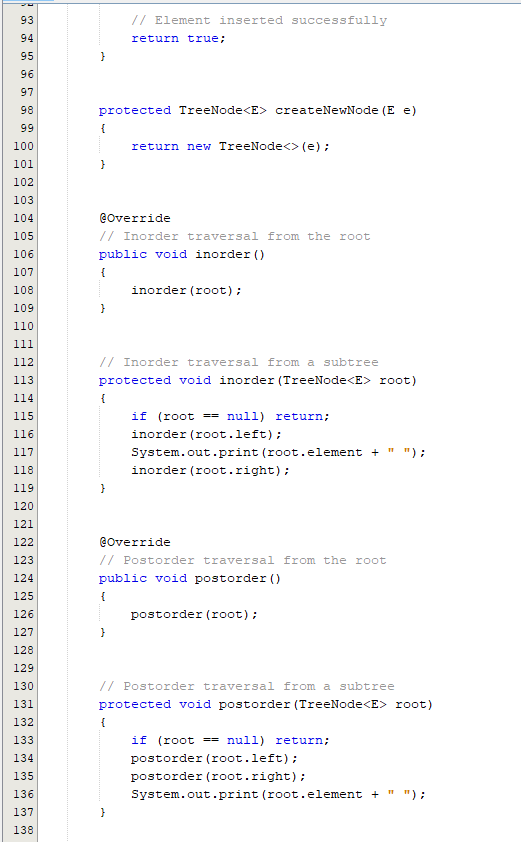 93 // Element inserted successfully
94 return true;
95 }
96
97
98 protected TreeNode<E> createNewNode(E e)
99 {
100 return new TreeNode<>(e);
101 }
102
103
104 @Override
105 // Inorder traversal from the root
106 public void inorder()
107 {
108 inorder(root);
109 }
110
111
112 // Inorder traversal from a subtree
113 protected void inorder(TreeNode<E> root)
114 {
115 if (root == null) return;
116 inorder(root.left);
117 System.out.print(root.element + " ");
118 inorder(root.right);
119 }
120
121
122 @Override
123 // Postorder traversal from the root
124 public void postorder()
125 {
126 postorder(root);
127 }
128
129
130 // Postorder traversal from a subtree
131 protected void postorder(TreeNode<E> root)
132 {
133 if (root == null) return;
134 postorder(root.left);
135 postorder(root.right);
136 System.out.print(root.element + " ");
137 }
138